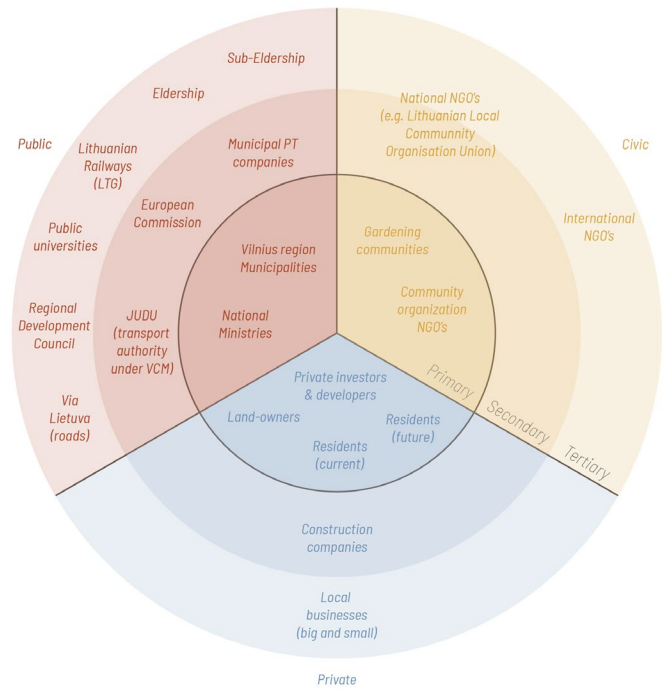 Sub-Eldership
Eldership
Public
Lithuanian
Railways
(LTG)
Municipal PT
companies
European
Commission
Public
universities
Vilnius region
Municipalities
Regional
Development
Council
JUDU
(transport
authority
under VCM)
National
Ministries
Via
Lietuva
(roads)
National NGO's
(e.g. Lithuanian Local
Communnity
Organisation Union)
Civic
International
NGO's
Gardening
communities
Community
organization
NGO's
Primary
Secondary
Tertiary
Private investors
& developers
Land-owners
Residents
(future)
Residents
(current)
Construction
companies
Local
businesses
(big and small)
Private